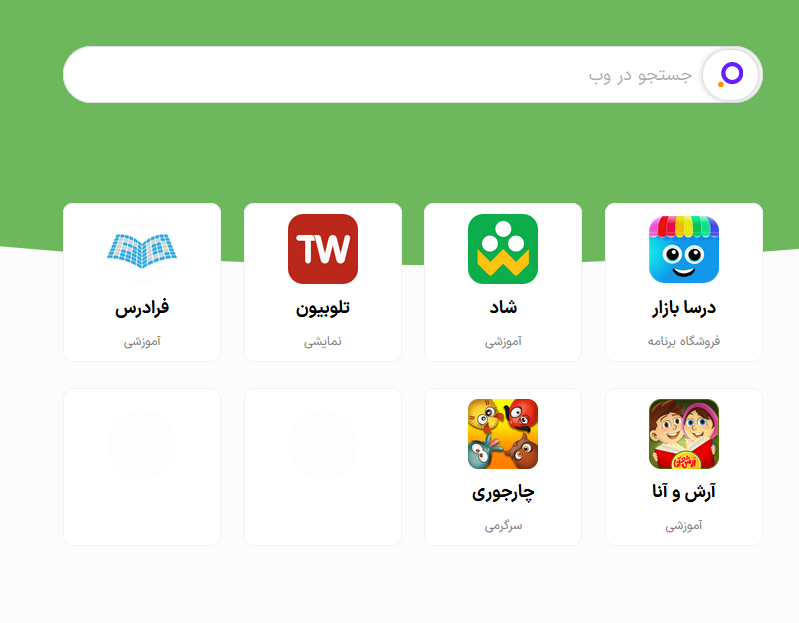 جستجو در وب
درسا بازار
فروشگاه برنامه
شاد
آموزشی
TW
تلوبیون
نمایشی
فرادرس
آموزشی
آرش و آنا
آموزشی
چارجوری
سرگرمی